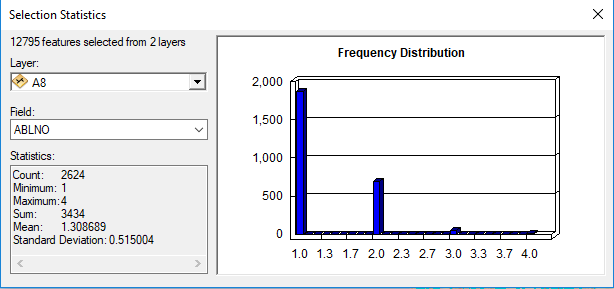 Selection Statistics
12795 features selected from 2 layers
Layer:
A8
Field:
ABLNO
Statistics:
Count: 2624
Minimum: 1
Maximum: 4
Sum: 3434
Mean: 1.308689
Standard Deviation: 0.515004
Frequency Distribution
2,000
1,500
1,000
500
0
1.0 1.3 1.7 2.0 2.3 2.7 3.0 3.3 3.7 4.0